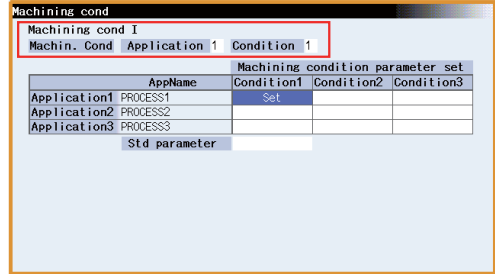 Machining cond
Machining cond I
Machin. Cond Application 1 Condition 1
Machining condition parameter set
AppName Condition1 Condition2 Condition3
Application1 PROCESS1 Set
Application2 PROCESS2
Application3 PROCESS3
Std parameter